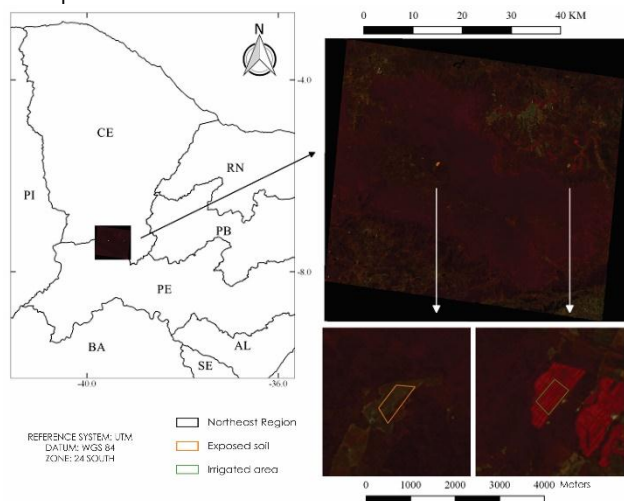 0 10 20 30 40 KM
N
-4.0
CE
RN
PI
PB
-8.0
PE
BA
AL
SE
-40.0 -36.0
REFERENCE SYSTEM: UTM
DATUM: WGS 84
ZONE: 24 SOUTH
Northeast Region
Exposed soil
Irrigated area
0 1000 2000 3000 4000 Meters